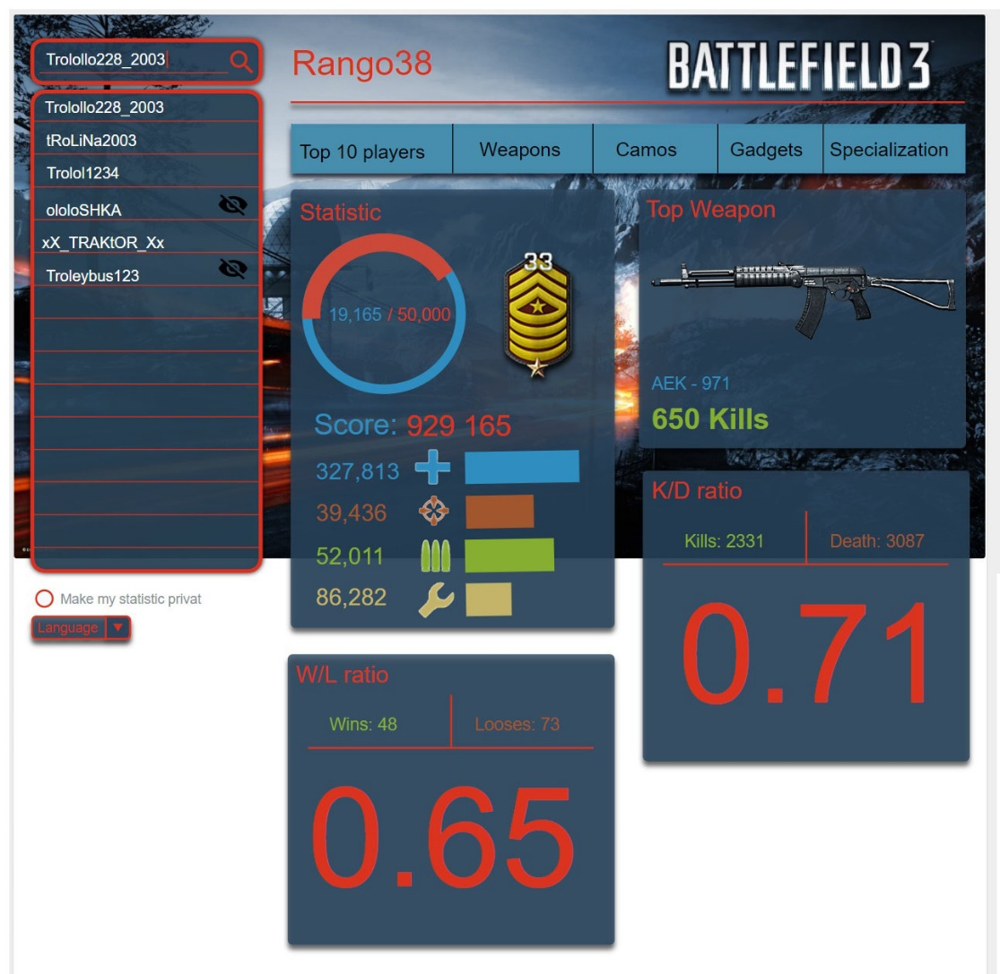 Trolollo228_2003
Trolollo228_2003
tRoLiNa2003
Trolol1234
ololoSHKA
xX_TRAKtOR_Xx
Troleybus123
Make my statistic privat
Language
Rango38
BATTLEFIELD 3
Top 10 players
Weapons
Camos
Gadgets
Specialization
Statistic
33
19,165 / 50,000
Score: 929 165
327,813
39,436
52,011
86,282
Top Weapon
AEK - 971
650 Kills
K/D ratio
Kills: 2331
Death: 3087
0.71
W/L ratio
Wins: 48
Looses: 73
0.65